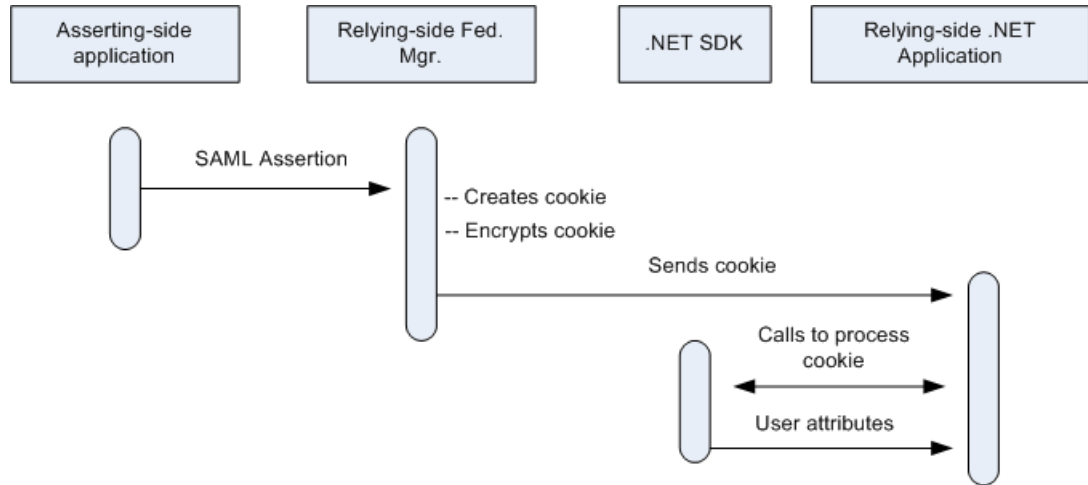 Asserting-side
application
Relying-side Fed.
Mgr.
.NET SDK
Relying-side .NET
Application
SAML Assertion
-- Creates cookie
-- Encrypts cookie
Sends cookie
Calls to process
cookie
User attributes